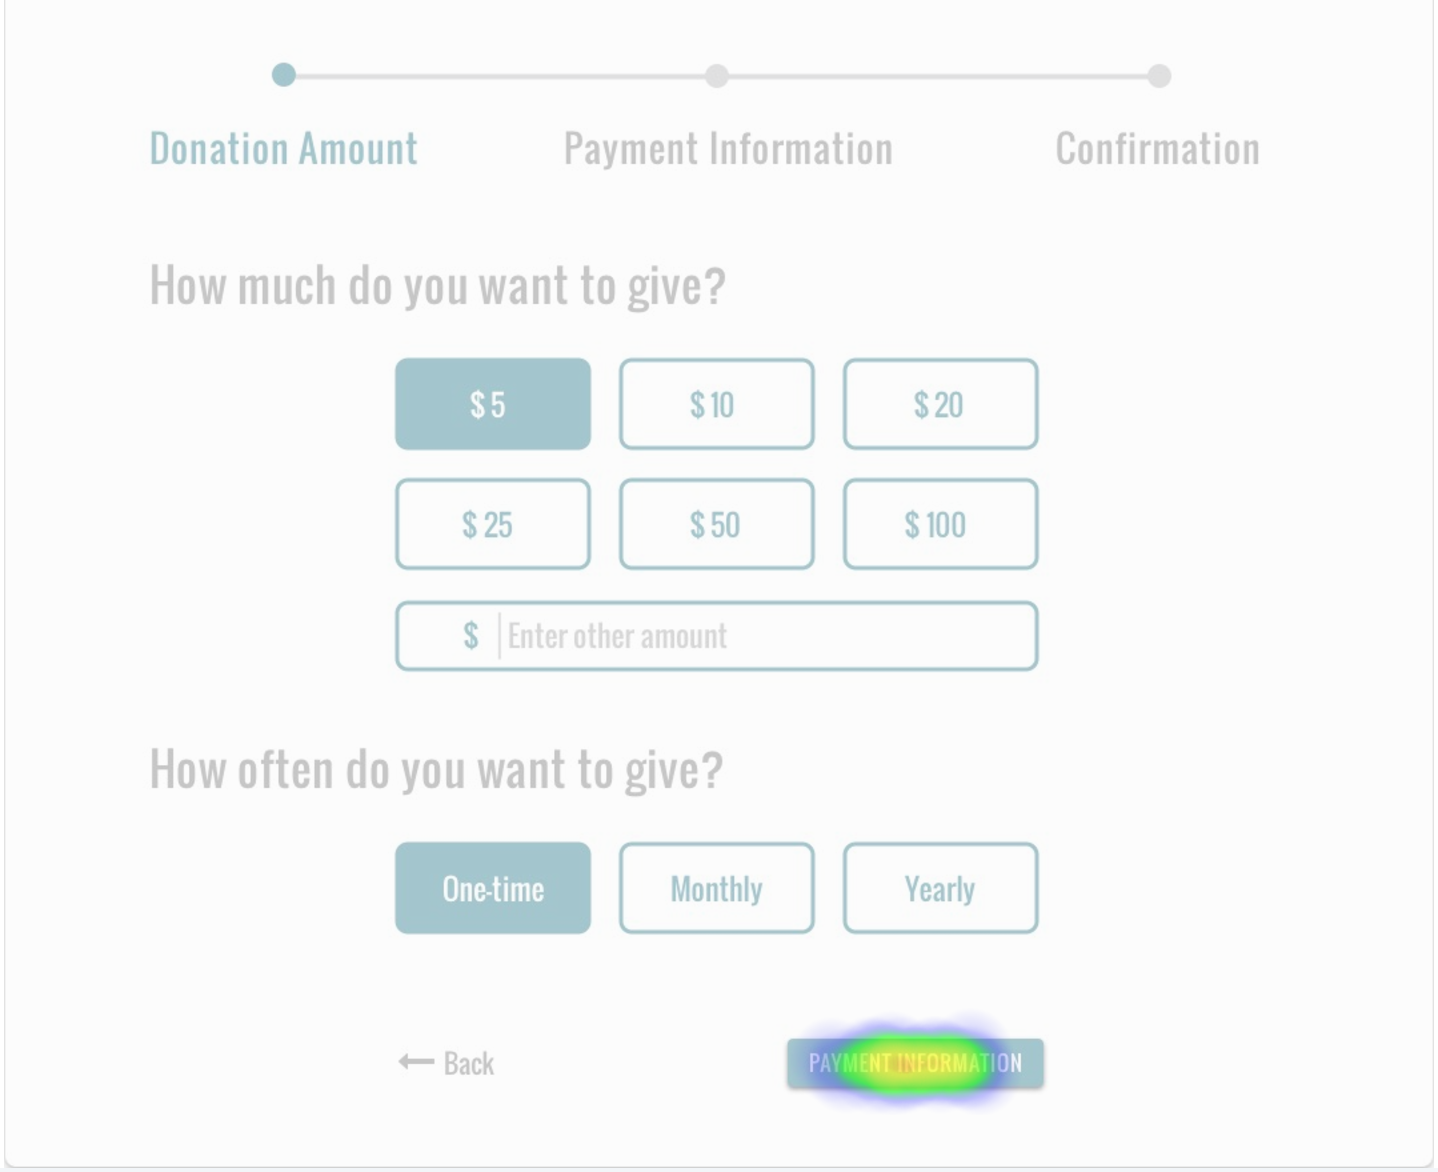 Donation Amount Payment Information Confirmation
How much do you want to give?
$ 5 $ 10 $ 20
$ 25 $ 50 $ 100
$ Enter other amount
How often do you want to give?
One-time Monthly Yearly
Back PAYMENT INFORMATION